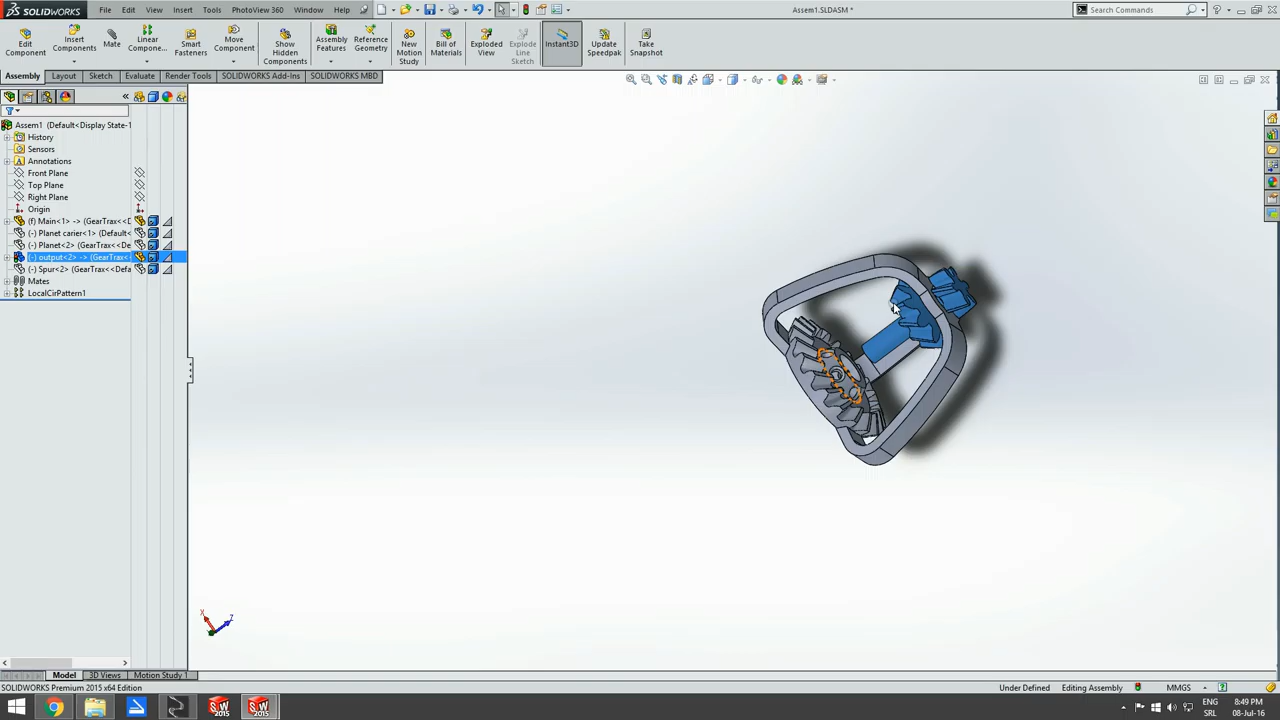 SOLIDWORKS File Edit View Insert Tools PhotoView 360 Window Help Assem1.SLDASM * Search Commands
Edit Component
Insert Components
Mate
Linear Compone...
Smart Fasteners
Move Component
Show Hidden Components
Assembly Features
Reference Geometry
New Motion Study
Bill of Materials
Exploded View
Explode Line Sketch
Instant3D
Update Speedpak
Take Snapshot
Assembly Layout Sketch Evaluate Render Tools SOLIDWORKS Add-Ins SOLIDWORKS MBD
Assem1 (Default<Display State-1
History
Sensors
Annotations
Front Plane
Top Plane
Right Plane
Origin
(f) Main<1> -> (GearTrax<<D
(-) Planet carier<1> (Default<
(-) Planet<2> (GearTrax<<De
(-) output<2> -> (GearTrax<<
(-) Spur<2> (GearTrax<<Defa
Mates
LocalCirPattern1
X Z
Model 3D Views Motion Study 1
SOLIDWORKS Premium 2015 x64 Edition Under Defined Editing Assembly MMGS
2015 2015
ENG 8:49 PM
SRL 08-Jul-16